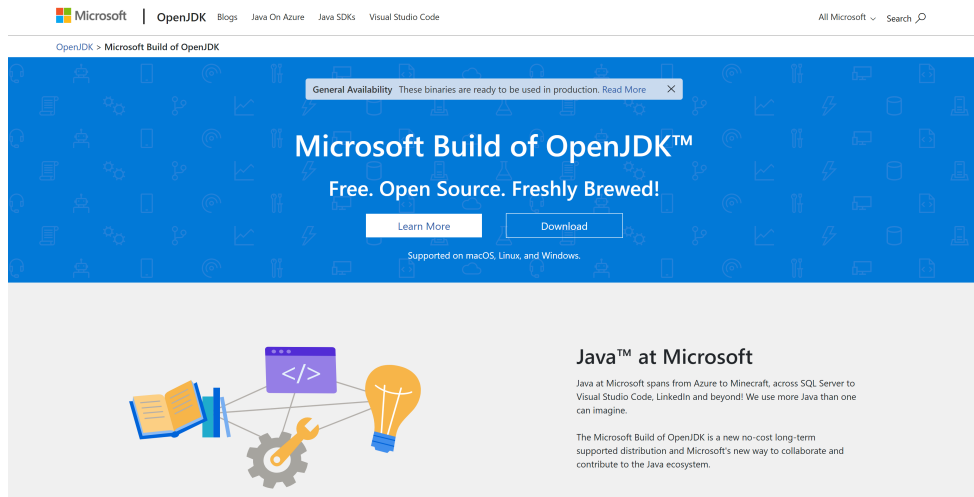 Microsoft OpenJDK Blogs Java On Azure Java SDKs Visual Studio Code All Microsoft Search
OpenJDK > Microsoft Build of OpenJDK
General Availability These binaries are ready to be used in production. Read More
Microsoft Build of OpenJDK™
Free. Open Source. Freshly Brewed!
Learn More Download
Supported on macOS, Linux, and Windows.
</>
Java™ at Microsoft
Java at Microsoft spans from Azure to Minecraft, across SQL Server to
Visual Studio Code, LinkedIn and beyond! We use more Java than one
can imagine.
The Microsoft Build of OpenJDK is a new no-cost long-term
supported distribution and Microsoft's new way to collaborate and
contribute to the Java ecosystem.